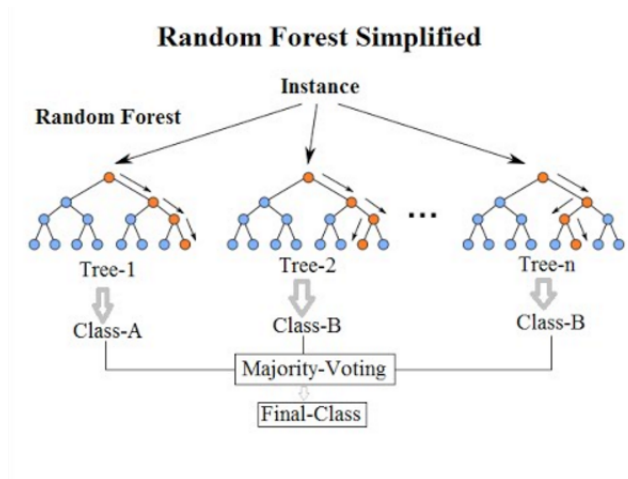 Random Forest Simplified
Instance
Random Forest
...
Tree-1
Tree-2
Tree-n
Class-A
Class-B
Class-B
Majority-Voting
Final-Class